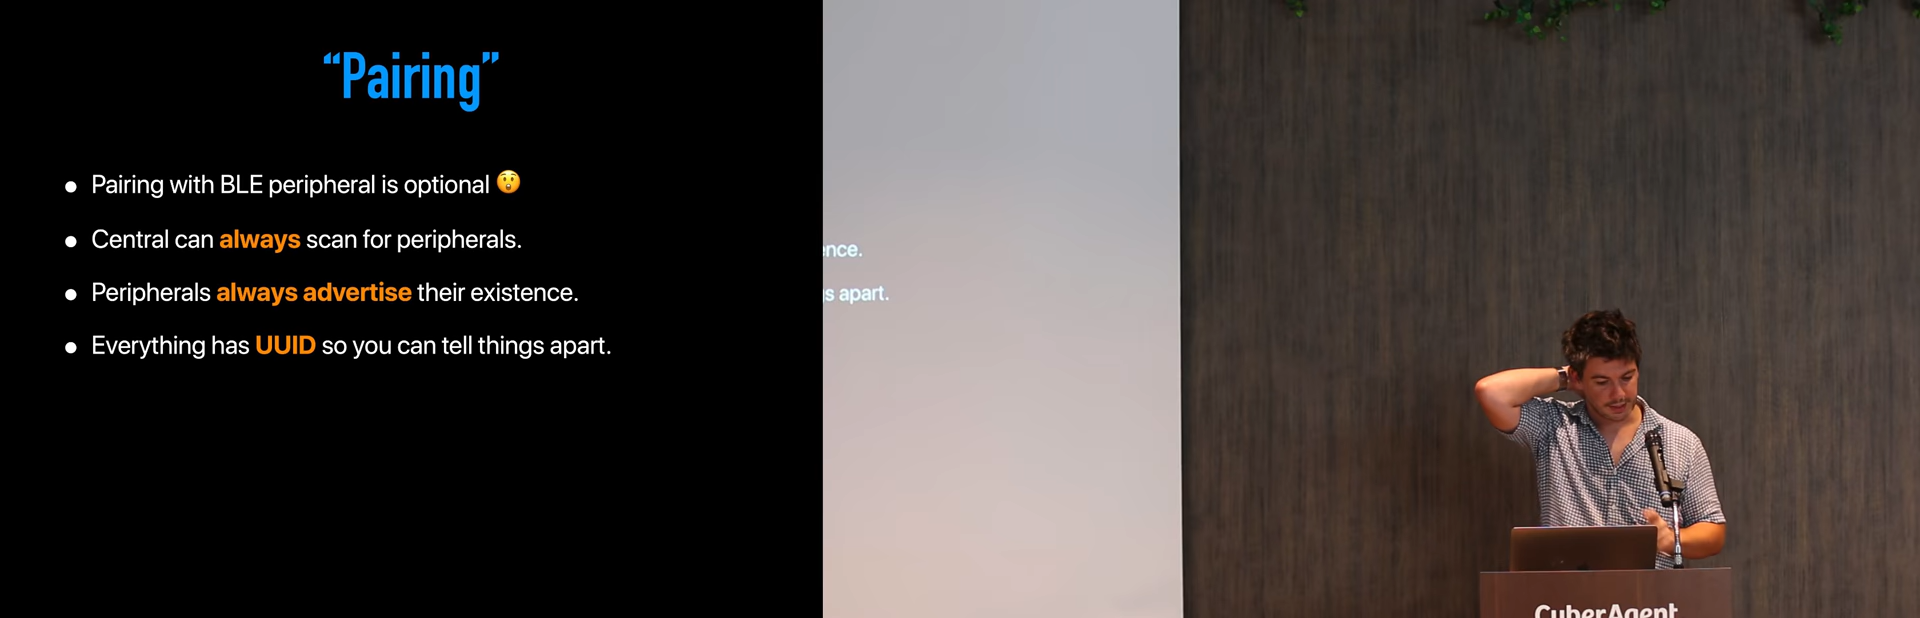 “Pairing”
● Pairing with BLE peripheral is optional 😲
● Central can always scan for peripherals.
● Peripherals always advertise their existence.
● Everything has UUID so you can tell things apart.
ence.
s apart.
CyberAgent